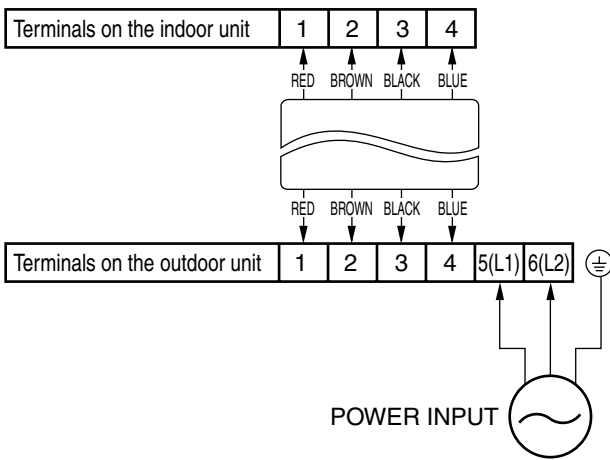 Terminals on the indoor unit 1 2 3 4
RED BROWN BLACK BLUE
RED BROWN BLACK BLUE
Terminals on the outdoor unit 1 2 3 4 5(L1) 6(L2)
POWER INPUT